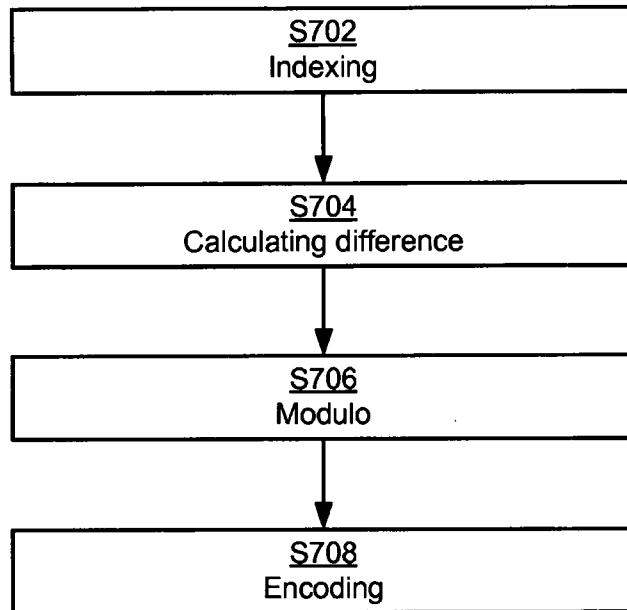 S702
Indexing
S704
Calculating difference
S706
Modulo
S708
Encoding